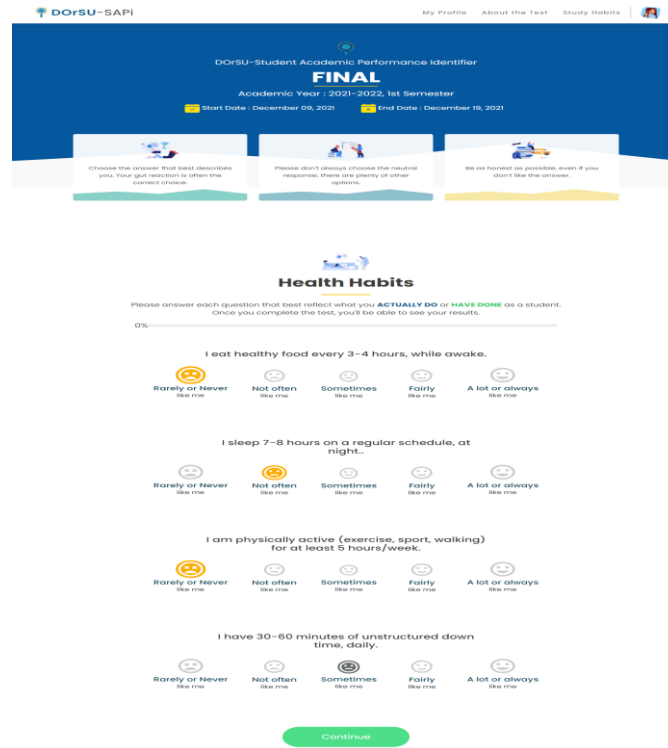 DOrSU-SAPi
My Profile About the Test Study Habits
DOrSU-Student Academic Performance Identifier
FINAL
Academic Year : 2021-2022, 1st Semester
Start Date : December 09, 2021 End Date : December 19, 2021
Choose the answer that best describes
you. Your gut reaction is often the
correct choice.
Please don't always choose the neutral
response; there are plenty of other
options.
Be as honest as possible, even if you
don't like the answer.
Health Habits
Please answer each question that best reflect what you ACTUALLY DO or HAVE DONE as a student.
Once you complete the test, you'll be able to see your results.
0%
I eat healthy food every 3-4 hours, while awake.
Rarely or Never Not often Sometimes Fairly A lot or always
like me like me like me like me like me
I sleep 7-8 hours on a regular schedule, at
night..
Rarely or Never Not often Sometimes Fairly A lot or always
like me like me like me like me like me
I am physically active (exercise, sport, walking)
for at least 5 hours/week.
Rarely or Never Not often Sometimes Fairly A lot or always
like me like me like me like me like me
I have 30-60 minutes of unstructured down
time, daily.
Rarely or Never Not often Sometimes Fairly A lot or always
like me like me like me like me like me
Continue